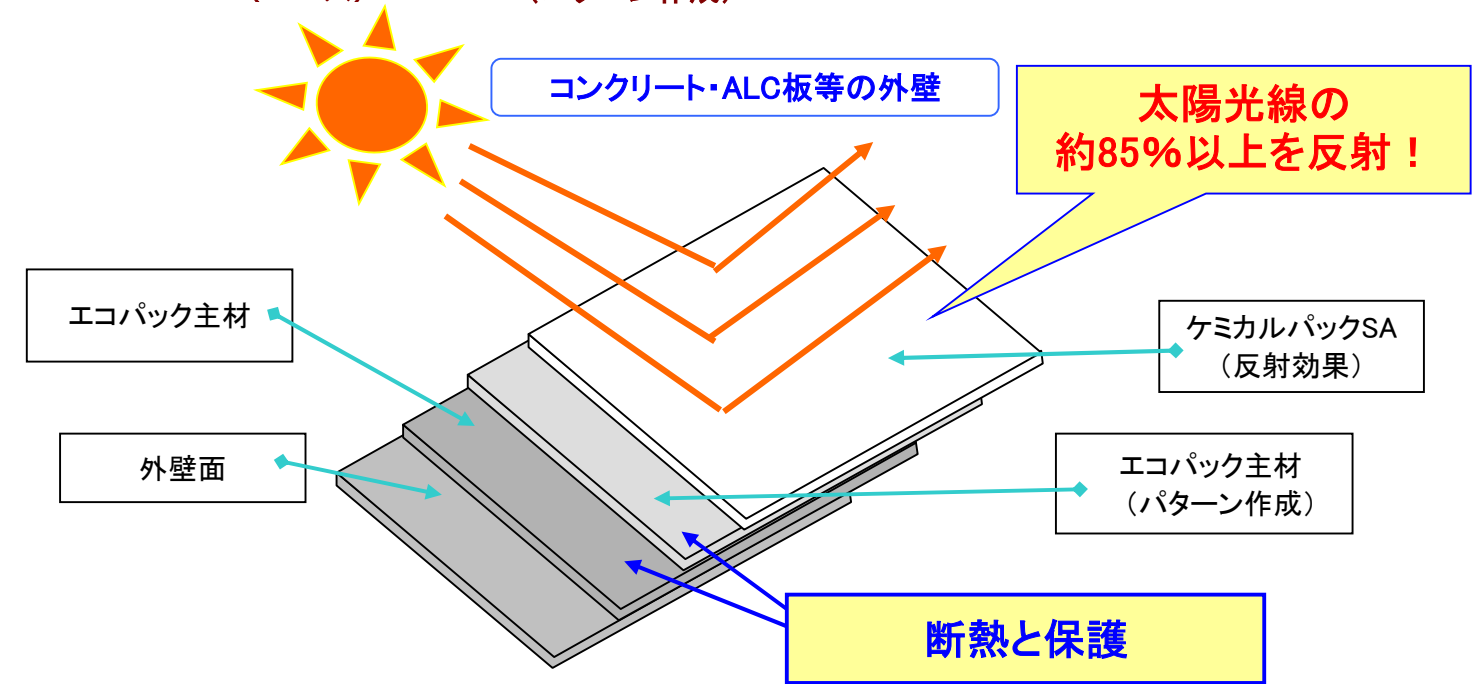 コンクリート・ALC板等の外壁
太陽光線の
約85%以上を反射！
エコパック主材
ケミカルパックSA
（反射効果）
外壁面
エコパック主材
（パターン作成）
断熱と保護